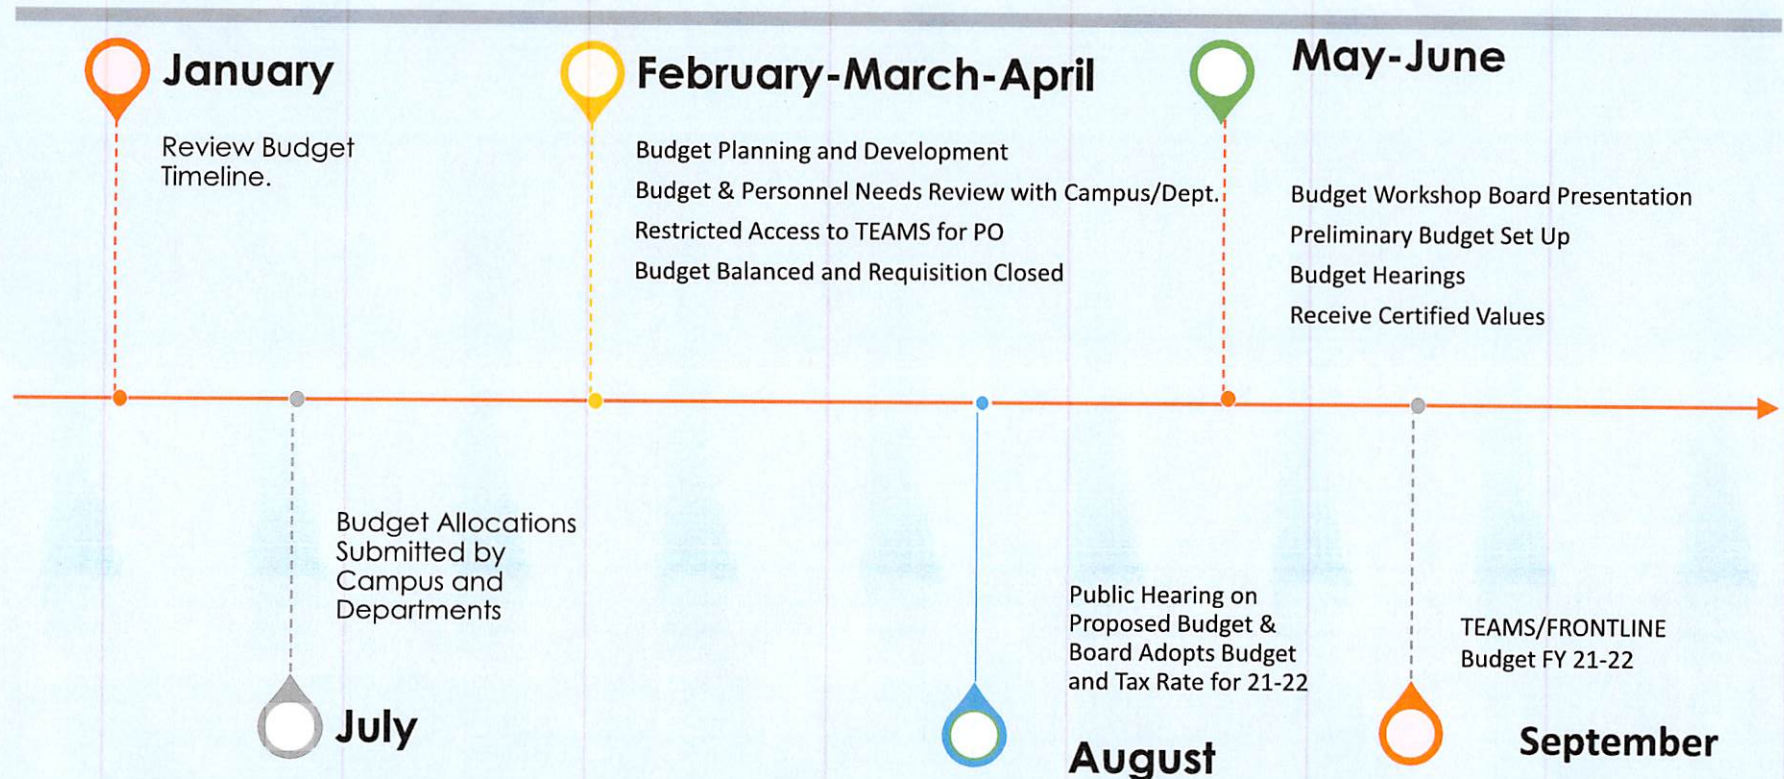 January
Review Budget
Timeline.
February-March-April
Budget Planning and Development
Budget & Personnel Needs Review with Campus/Dept.
Restricted Access to TEAMS for PO
Budget Balanced and Requisition Closed
May-June
Budget Workshop Board Presentation
Preliminary Budget Set Up
Budget Hearings
Receive Certified Values
Budget Allocations
Submitted by
Campus and
Departments
July
Public Hearing on
Proposed Budget &
Board Adopts Budget
and Tax Rate for 21-22
August
TEAMS/FRONTLINE
Budget FY 21-22
September